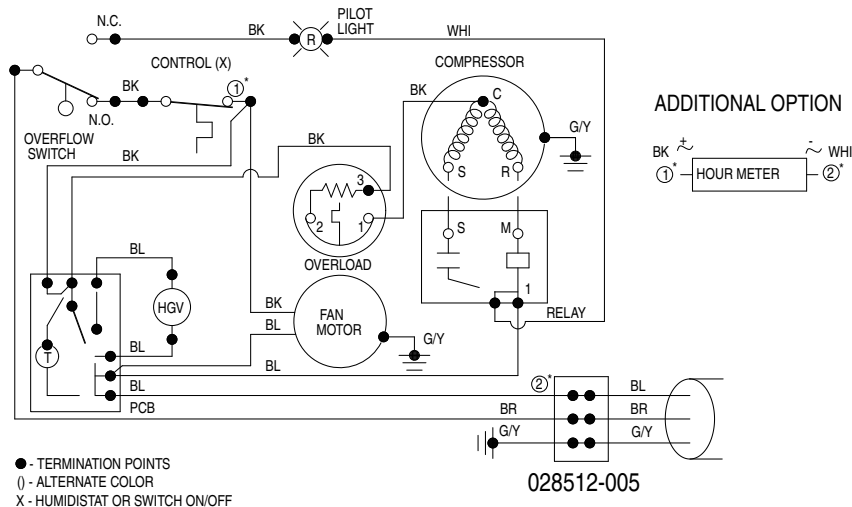 N.C.
BK
PILOT
LIGHT
R
WHI
CONTROL (X)
COMPRESSOR
BK
1*
BK
C
N.O.
G/Y
OVERFLOW
SWITCH
BK
BK
S
R
3
2
1
OVERLOAD
S
M
1
RELAY
BL
HGV
BK
FAN
MOTOR
BL
G/Y
BL
T
BL
BL
PCB
2*
BL
BR
BR
G/Y
G/Y
028512-005
ADDITIONAL OPTION
BK + ~
- ~ WHI
1*
HOUR METER
2*
● - TERMINATION POINTS
() - ALTERNATE COLOR
X - HUMIDISTAT OR SWITCH ON/OFF